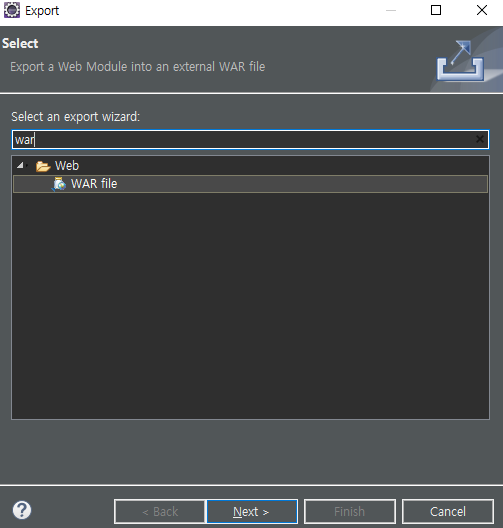 Export
Select
Export a Web Module into an external WAR file
Select an export wizard:
war
Web
WAR file
?
< Back
Next >
Finish
Cancel